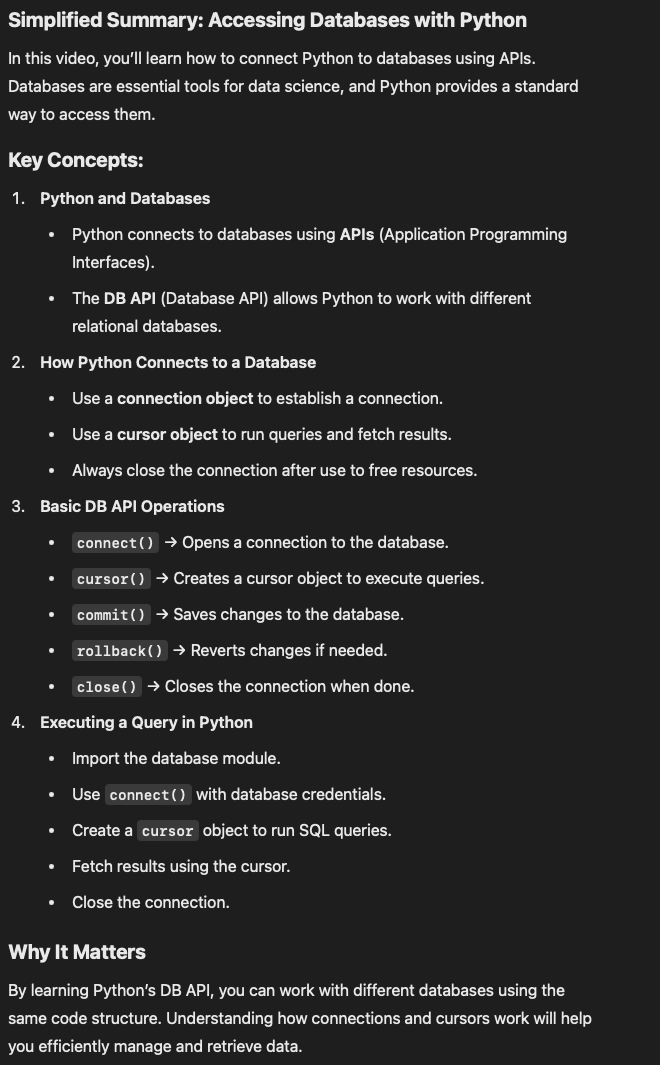 Simplified Summary: Accessing Databases with Python
In this video, you’ll learn how to connect Python to databases using APIs.
Databases are essential tools for data science, and Python provides a standard
way to access them.
Key Concepts:
1. Python and Databases
• Python connects to databases using APIs (Application Programming
Interfaces).
• The DB API (Database API) allows Python to work with different
relational databases.
2. How Python Connects to a Database
• Use a connection object to establish a connection.
• Use a cursor object to run queries and fetch results.
• Always close the connection after use to free resources.
3. Basic DB API Operations
• connect() → Opens a connection to the database.
• cursor() → Creates a cursor object to execute queries.
• commit() → Saves changes to the database.
• rollback() → Reverts changes if needed.
• close() → Closes the connection when done.
4. Executing a Query in Python
• Import the database module.
• Use connect() with database credentials.
• Create a cursor object to run SQL queries.
• Fetch results using the cursor.
• Close the connection.
Why It Matters
By learning Python’s DB API, you can work with different databases using the
same code structure. Understanding how connections and cursors work will help
you efficiently manage and retrieve data.